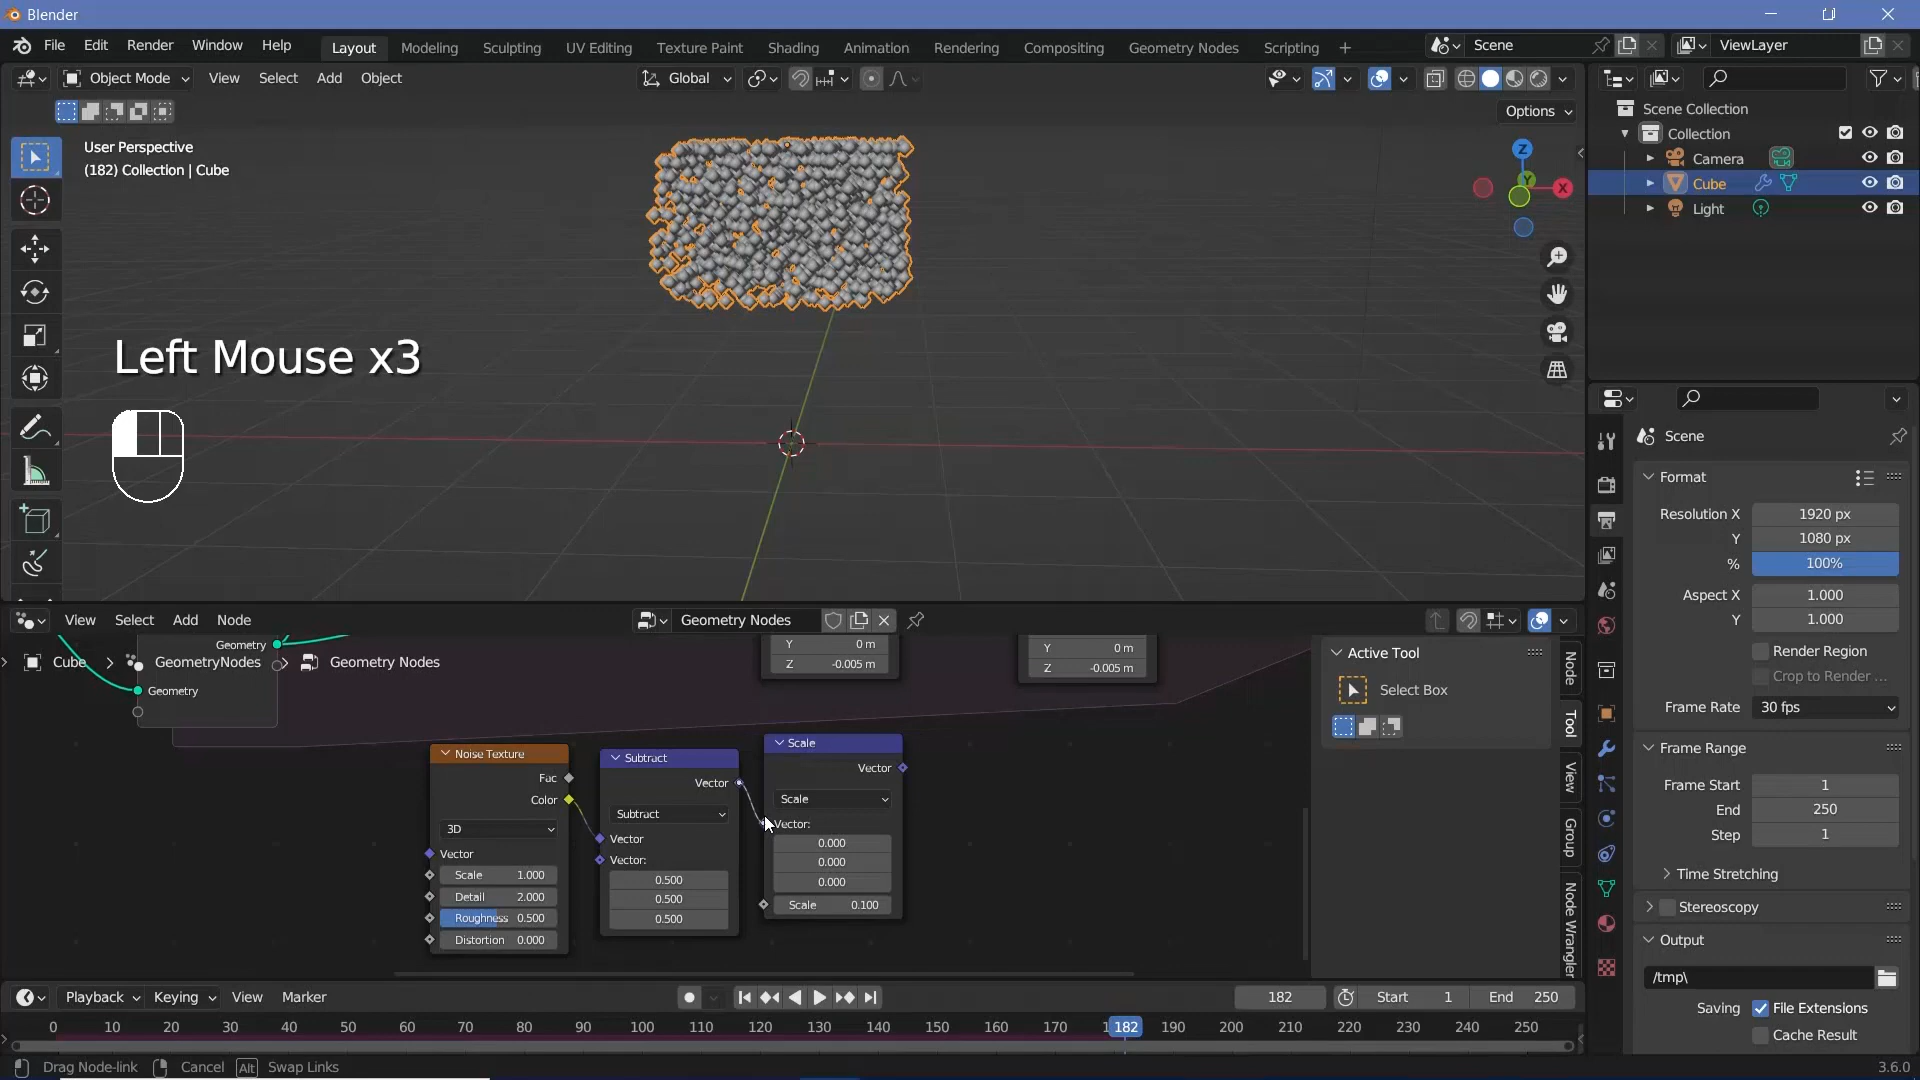 Blender
File Edit Render Window Help Layout Modeling Sculpting UV Editing Texture Paint Shading Animation Rendering Compositing Geometry Nodes Scripting + Scene ViewLayer
Object Mode View Select Add Object Global
Options
User Perspective
(182) Collection | Cube
Z
Y
X
Left Mouse x3
Scene Collection
Collection
Camera
Cube
Light
Scene
Format
Resolution X 1920 px
Y 1080 px
% 100%
Aspect X 1.000
Y 1.000
Render Region
Crop to Render ...
Frame Rate 30 fps
Frame Range
Frame Start 1
End 250
Step 1
Time Stretching
Stereoscopy
Output
/tmp\
Saving File Extensions
Cache Result
View Select Add Node Geometry Nodes
Cube GeometryNodes Geometry Nodes
Geometry
Geometry
Y 0 m
Z -0.005 m
Y 0 m
Z -0.005 m
Noise Texture
Fac
Color
3D
Vector
Scale 1.000
Detail 2.000
Roughness 0.500
Distortion 0.000
Subtract
Vector
Subtract
Vector
Vector:
0.500
0.500
0.500
Scale
Vector
Scale
Vector:
0.000
0.000
0.000
Scale 0.100
Active Tool
Select Box
Node
Tool
View
Group
Node Wrangler
Playback Keying View Marker 182 Start 1 End 250
0 10 20 30 40 50 60 70 80 90 100 110 120 130 140 150 160 170 182 190 200 210 220 230 240 250
Drag Node-link Cancel Alt Swap Links 3.6.0